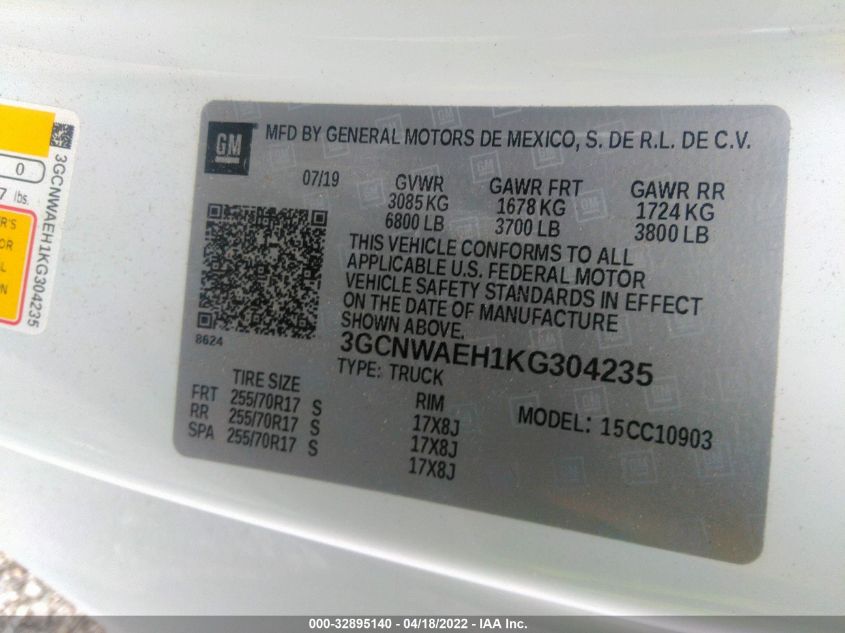 GM
MFD BY GENERAL MOTORS DE MEXICO, S. DE R.L. DE C.V.
07/19 GVWR GAWR FRT GAWR RR
3085 KG 1678 KG 1724 KG
6800 LB 3700 LB 3800 LB
THIS VEHICLE CONFORMS TO ALL
APPLICABLE U.S. FEDERAL MOTOR
VEHICLE SAFETY STANDARDS IN EFFECT
ON THE DATE OF MANUFACTURE
SHOWN ABOVE.
8624
3GCNWAEH1KG304235
TYPE: TRUCK
TIRE SIZE RIM MODEL: 15CC10903
FRT 255/70R17 S 17X8J
RR 255/70R17 S 17X8J
SPA 255/70R17 S 17X8J
3GCNWAEH1KG304235
0
7 lbs.
R'S
OR
L
ON
000-32895140 - 04/18/2022 - IAA Inc.